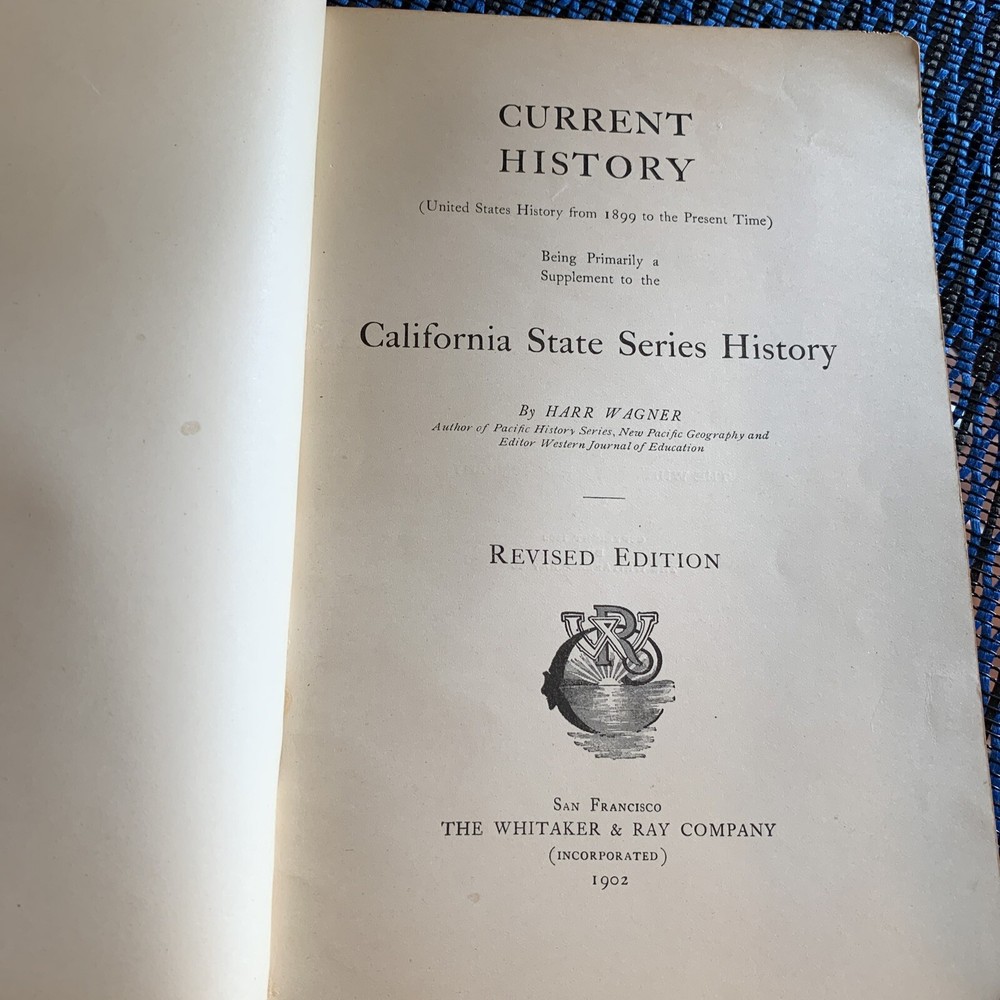 CURRENT
HISTORY
(United States History from 1899 to the Present Time)
Being Primarily a
Supplement to the
California State Series History
By HARR WAGNER
Author of Pacific History Series, New Pacific Geography and
Editor Western Journal of Education
REVISED EDITION
WRC
SAN FRANCISCO
THE WHITAKER & RAY COMPANY
(INCORPORATED)
1902